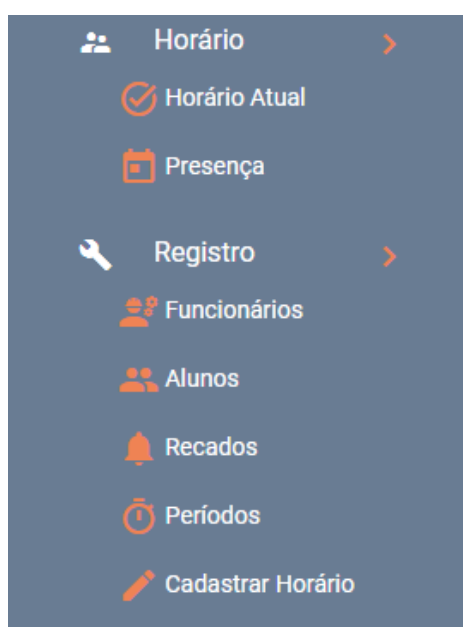 Horário
Horário Atual
Presença
Registro
Funcionários
Alunos
Recados
Períodos
Cadastrar Horário